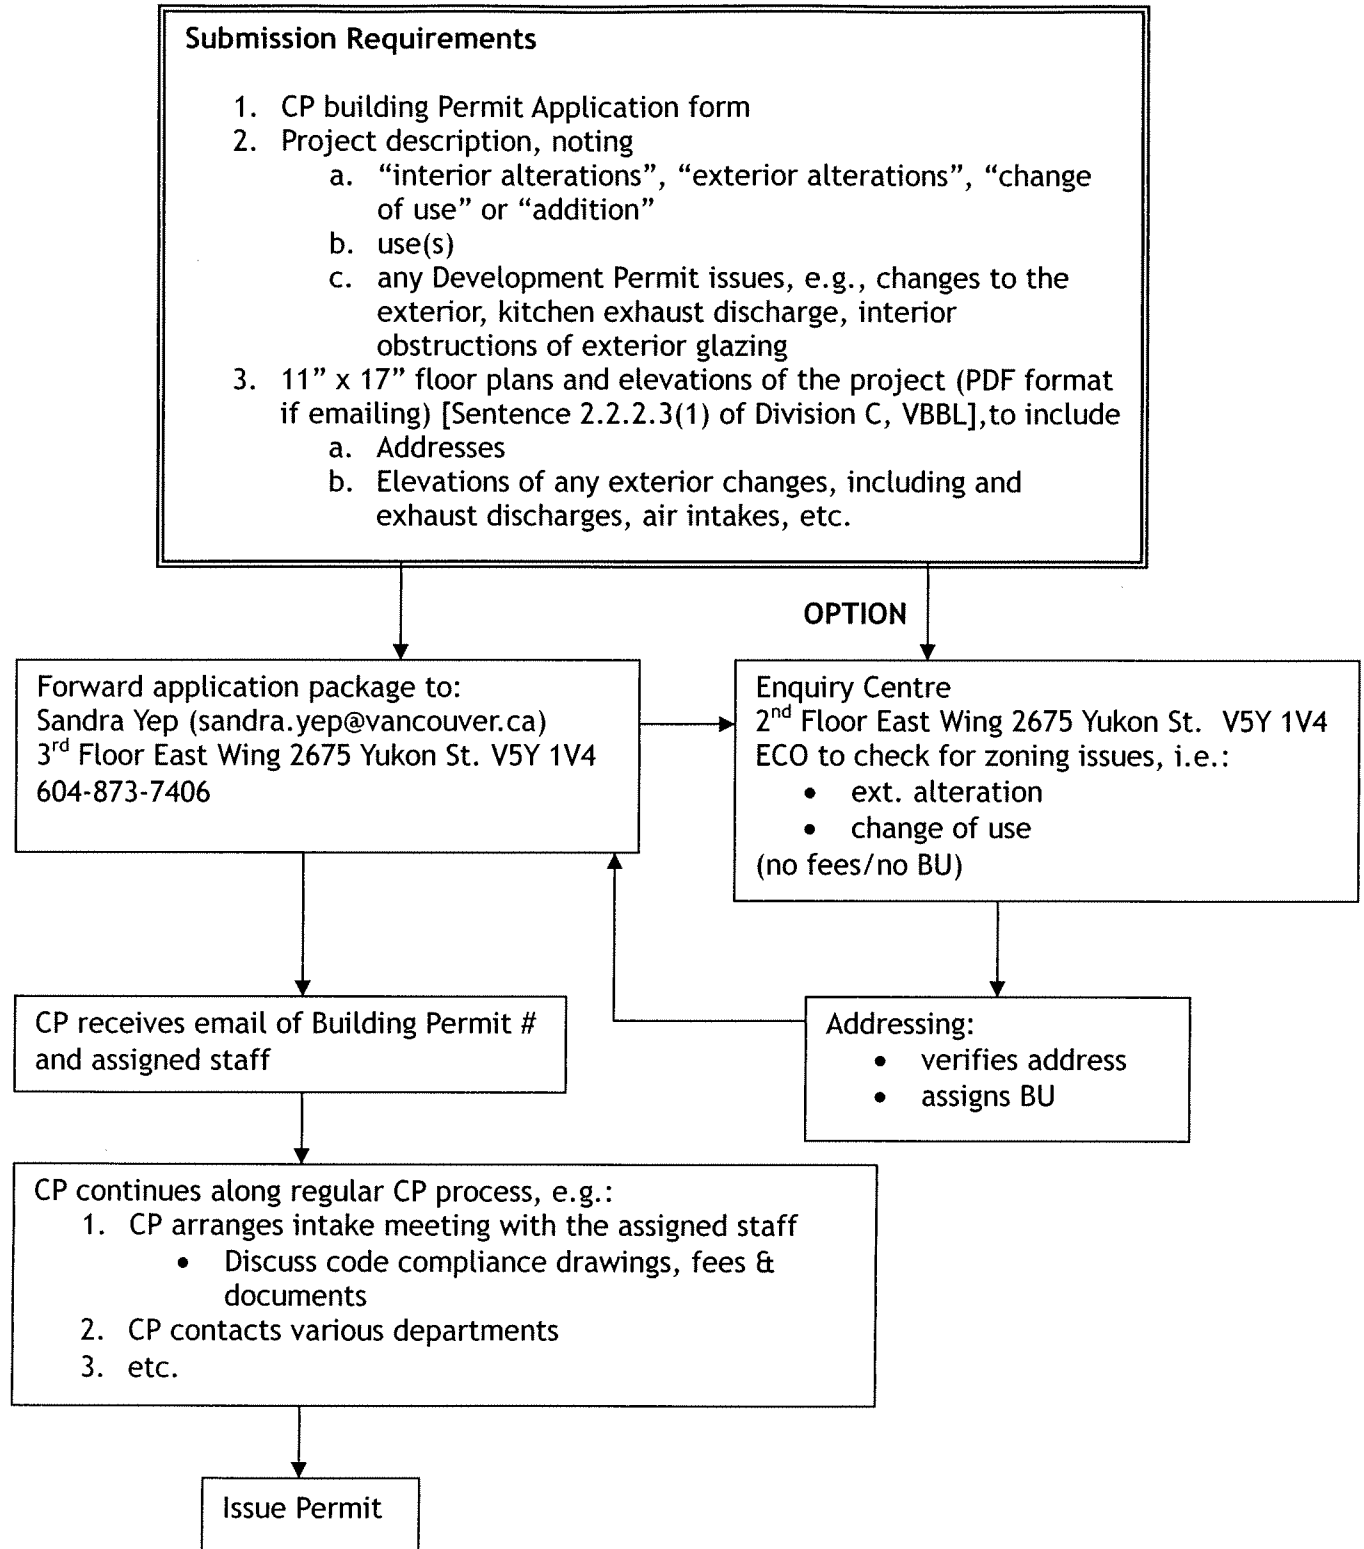 Submission Requirements
1. CP building Permit Application form
2. Project description, noting
a. “interior alterations”, “exterior alterations”, “change
of use” or “addition”
b. use(s)
c. any Development Permit issues, e.g., changes to the
exterior, kitchen exhaust discharge, interior
obstructions of exterior glazing
3. 11” x 17” floor plans and elevations of the project (PDF format
if emailing) [Sentence 2.2.2.3(1) of Division C, VBBL],to include
a. Addresses
b. Elevations of any exterior changes, including and
exhaust discharges, air intakes, etc.
OPTION
Forward application package to:
Sandra Yep (sandra.yep@vancouver.ca)
3rd Floor East Wing 2675 Yukon St. V5Y 1V4
604-873-7406
Enquiry Centre
2nd Floor East Wing 2675 Yukon St. V5Y 1V4
ECO to check for zoning issues, i.e.:
• ext. alteration
• change of use
(no fees/no BU)
CP receives email of Building Permit #
and assigned staff
Addressing:
• verifies address
• assigns BU
CP continues along regular CP process, e.g.:
1. CP arranges intake meeting with the assigned staff
• Discuss code compliance drawings, fees &
documents
2. CP contacts various departments
3. etc.
Issue Permit